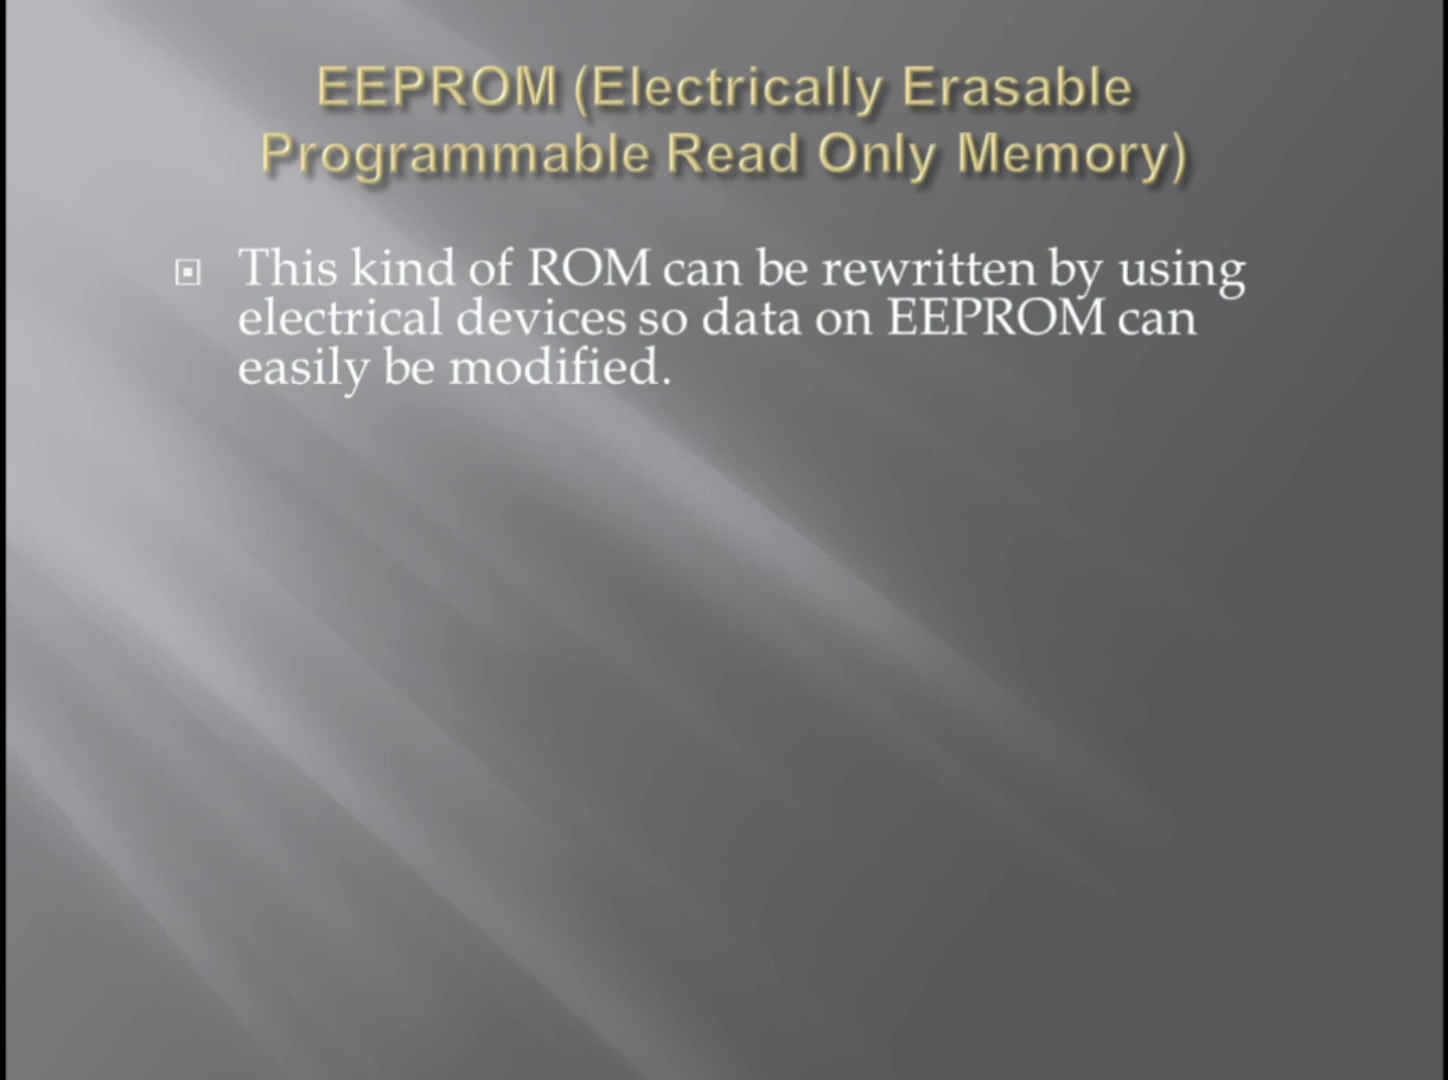 EEPROM (Electrically Erasable
Programmable Read Only Memory)
This kind of ROM can be rewritten by using
electrical devices so data on EEPROM can
easily be modified.